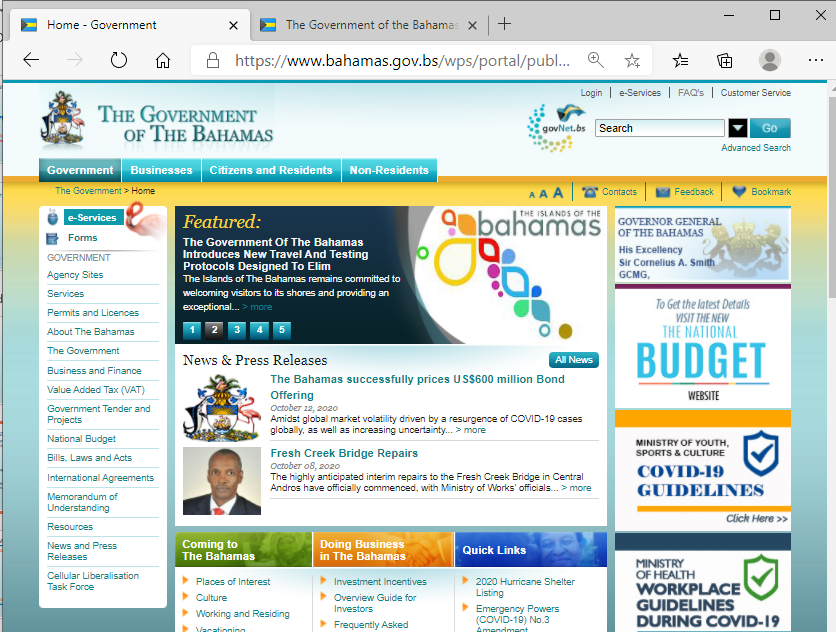 Home - Government
The Government of the Bahamas
https://www.bahamas.gov.bs/wps/portal/publ...
Login | e-Services | FAQ's | Customer Service
THE GOVERNMENT
OF THE BAHAMAS
govNet.bs
Search
Go
Advanced Search
Government
Businesses
Citizens and Residents
Non-Residents
The Government > Home
A A A
Contacts
Feedback
Bookmark
e-Services
Forms
GOVERNMENT
Agency Sites
Services
Permits and Licences
About The Bahamas
The Government
Business and Finance
Value Added Tax (VAT)
Government Tender and
Projects
National Budget
Bills, Laws and Acts
International Agreements
Memorandum of
Understanding
Resources
News and Press
Releases
Cellular Liberalisation
Task Force
Featured:
The Government Of The Bahamas
Introduces New Travel And Testing
Protocols Designed To Elim
The Islands of The Bahamas remains committed to
welcoming visitors to its shores and providing an
exceptional... > more
1 2 3 4 5
THE ISLANDS OF THE
bahamas
News & Press Releases
All News
The Bahamas successfully prices US$600 million Bond
Offering
October 12, 2020
Amidst global market volatility driven by a resurgence of COVID-19 cases
globally, as well as increasing uncertainty... > more
Fresh Creek Bridge Repairs
October 08, 2020
The highly anticipated interim repairs to the Fresh Creek Bridge in Central
Andros have officially commenced, with Ministry of Works' officials... > more
Coming to
The Bahamas
Places of Interest
Culture
Working and Residing
Vacationing
Doing Business
in The Bahamas
Investment Incentives
Overview Guide for
Investors
Frequently Asked
Quick Links
2020 Hurricane Shelter
Listing
Emergency Powers
(COVID-19) No.3
Amendment
GOVERNOR GENERAL
OF THE BAHAMAS
His Excellency
Sir Cornelius A. Smith
GCMG,
To Get the latest Details
VISIT THE NEW
THE NATIONAL
BUDGET
WEBSITE
MINISTRY OF YOUTH,
SPORTS & CULTURE
COVID-19
GUIDELINES
Click Here >>
MINISTRY
OF HEALTH
WORKPLACE
GUIDELINES
DURING COVID-19